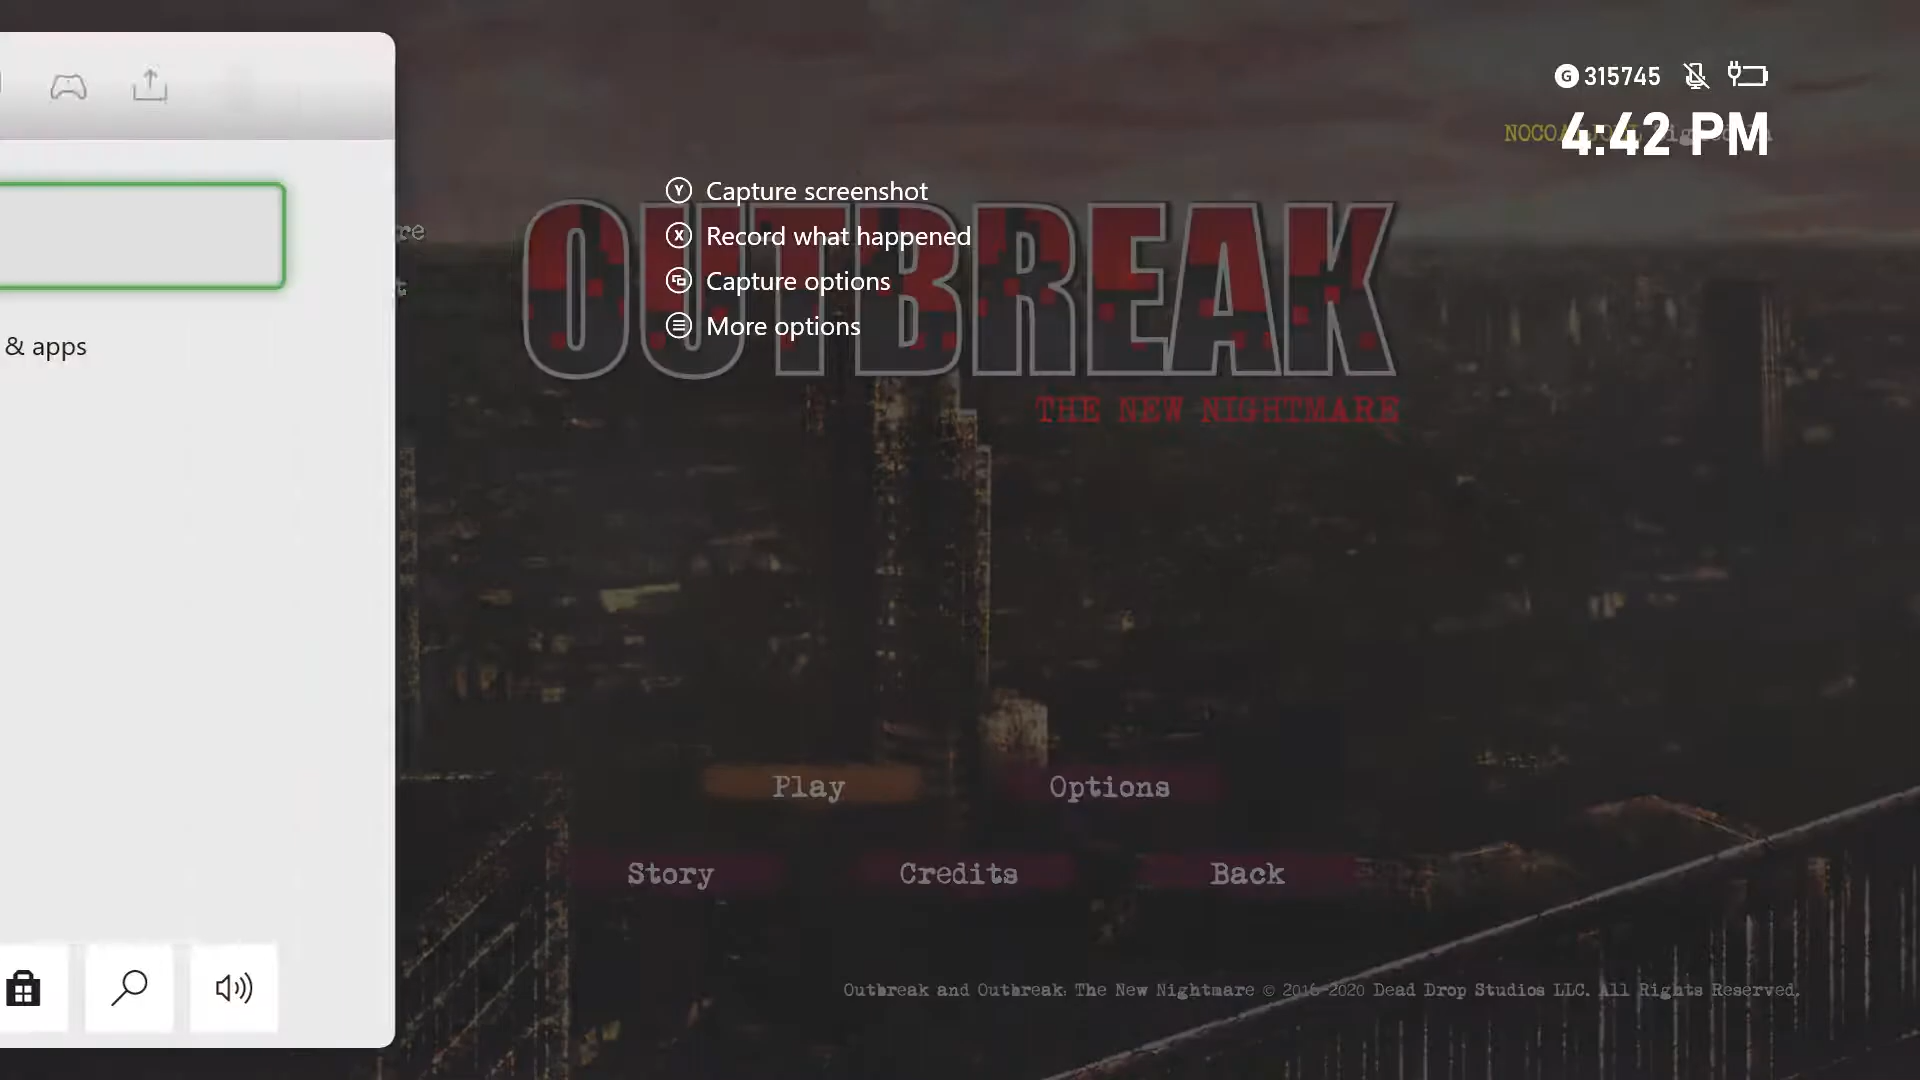 G 315745
4:42 PM
Y Capture screenshot
X Record what happened
Capture options
More options
re
t
& apps
OUTBREAK
THE NEW NIGHTMARE
Play
Options
Story
Credits
Back
Outbreak and Outbreak: The New Nightmare © 2016-2020 Dead Drop Studios LLC. All Rights Reserved.